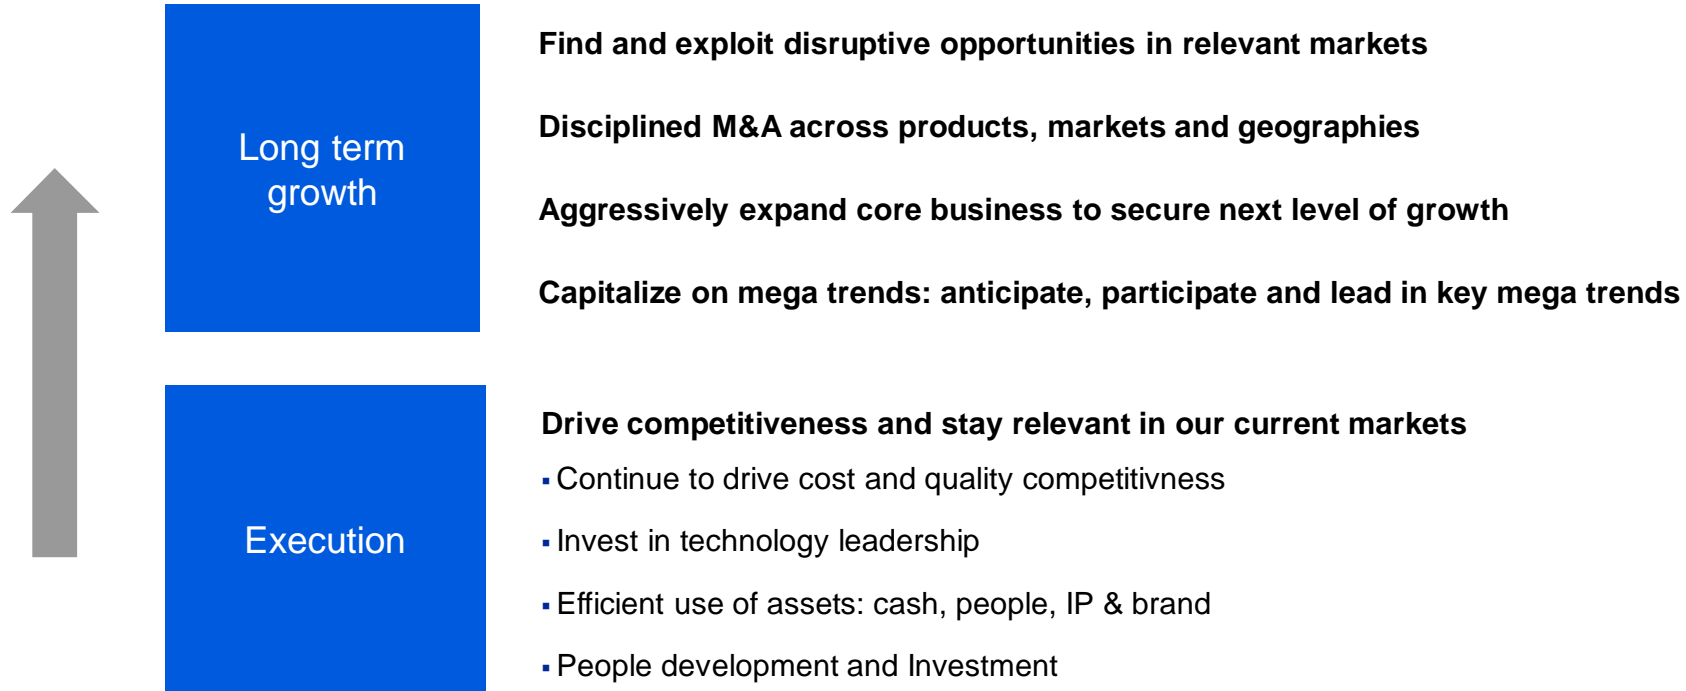 Long term
growth
Find and exploit disruptive opportunities in relevant markets
Disciplined M&A across products, markets and geographies
Aggressively expand core business to secure next level of growth
Capitalize on mega trends: anticipate, participate and lead in key mega trends
Execution
Drive competitiveness and stay relevant in our current markets
▪ Continue to drive cost and quality competitivness
▪ Invest in technology leadership
▪ Efficient use of assets: cash, people, IP & brand
▪ People development and Investment